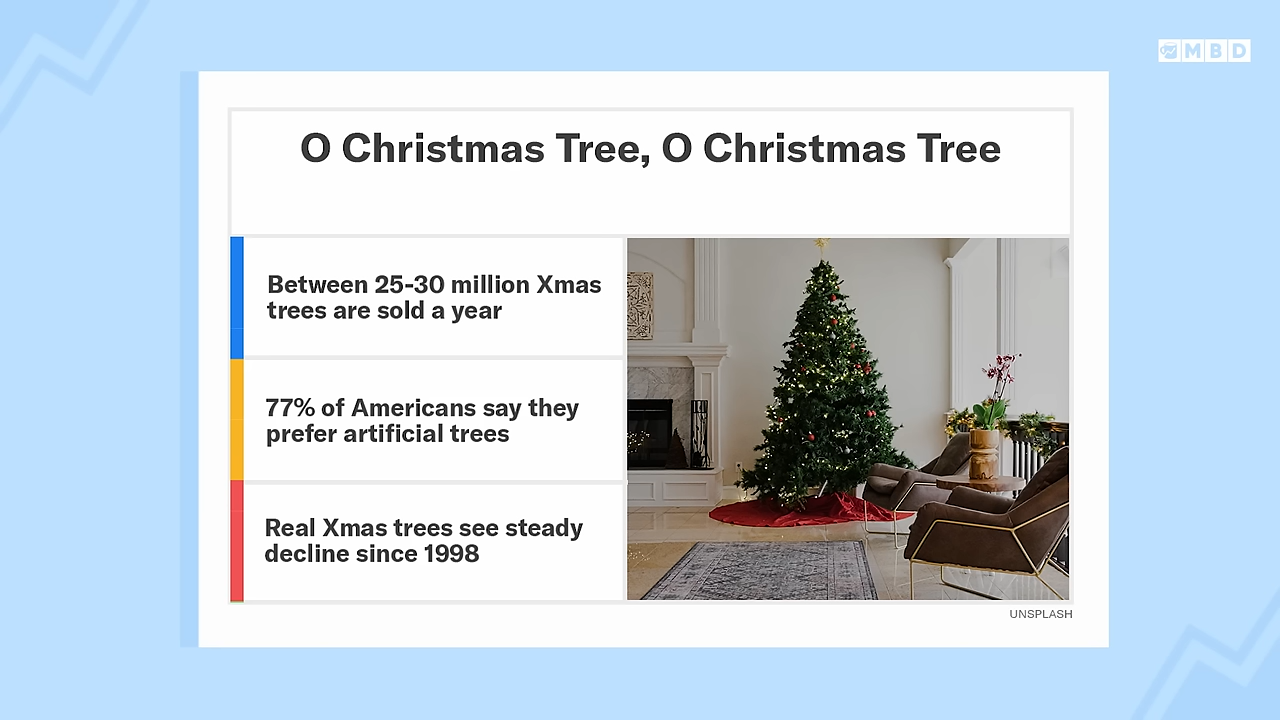 MBD
O Christmas Tree, O Christmas Tree
Between 25-30 million Xmas
trees are sold a year
77% of Americans say they
prefer artificial trees
Real Xmas trees see steady
decline since 1998
UNSPLASH